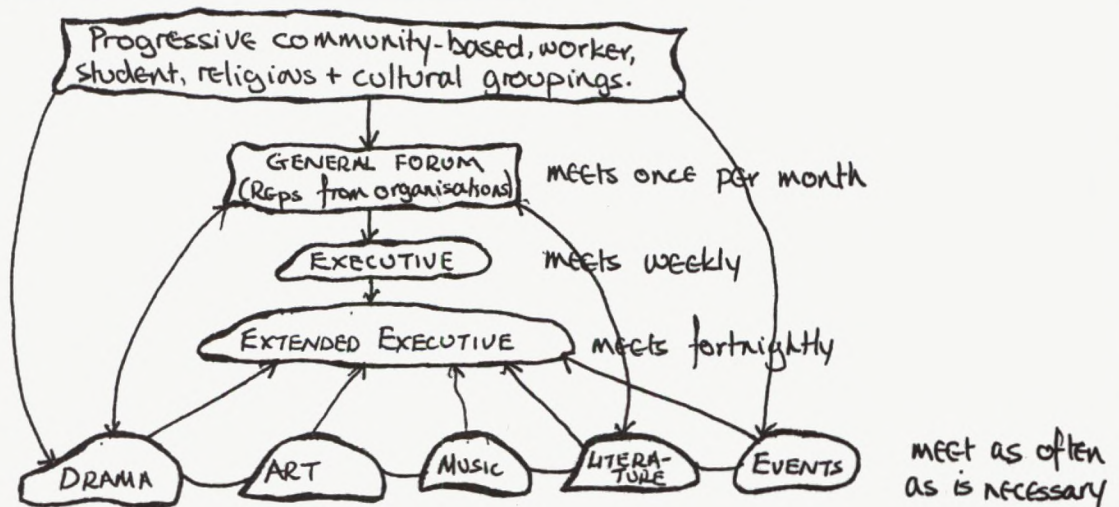 Progressive community-based, worker,
student, religious + cultural groupings.
GENERAL FORUM
(REps from organisations)
mEEts once pEr month
EXECUTIVE
mEEts wEEkly
EXTENDED EXECUTIVE
mEEts fortnightly
DRAMA
ART
MUSIC
LITERA-
TURE
EVENTS
mEEt as oftEn
as is nEcEssary